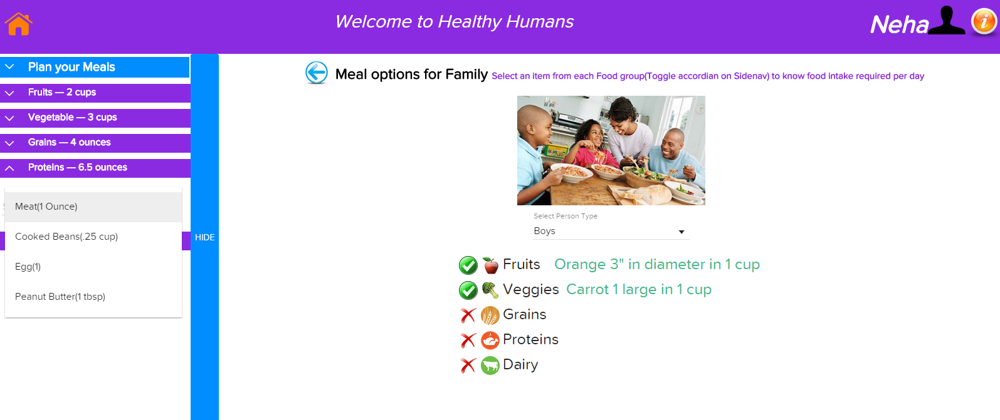 Welcome to Healthy Humans
Neha
Plan your Meals
Fruits — 2 cups
Vegetable — 3 cups
Grains — 4 ounces
Proteins — 6.5 ounces
Meat(1 Ounce)
Cooked Beans(.25 cup)
Egg(1)
Peanut Butter(1 tbsp)
HIDE
Meal options for Family Select an item from each Food group(Toggle accordian on Sidenav) to know food intake required per day
Select Person Type
Boys
Fruits Orange 3" in diameter in 1 cup
Veggies Carrot 1 large in 1 cup
Grains
Proteins
Dairy